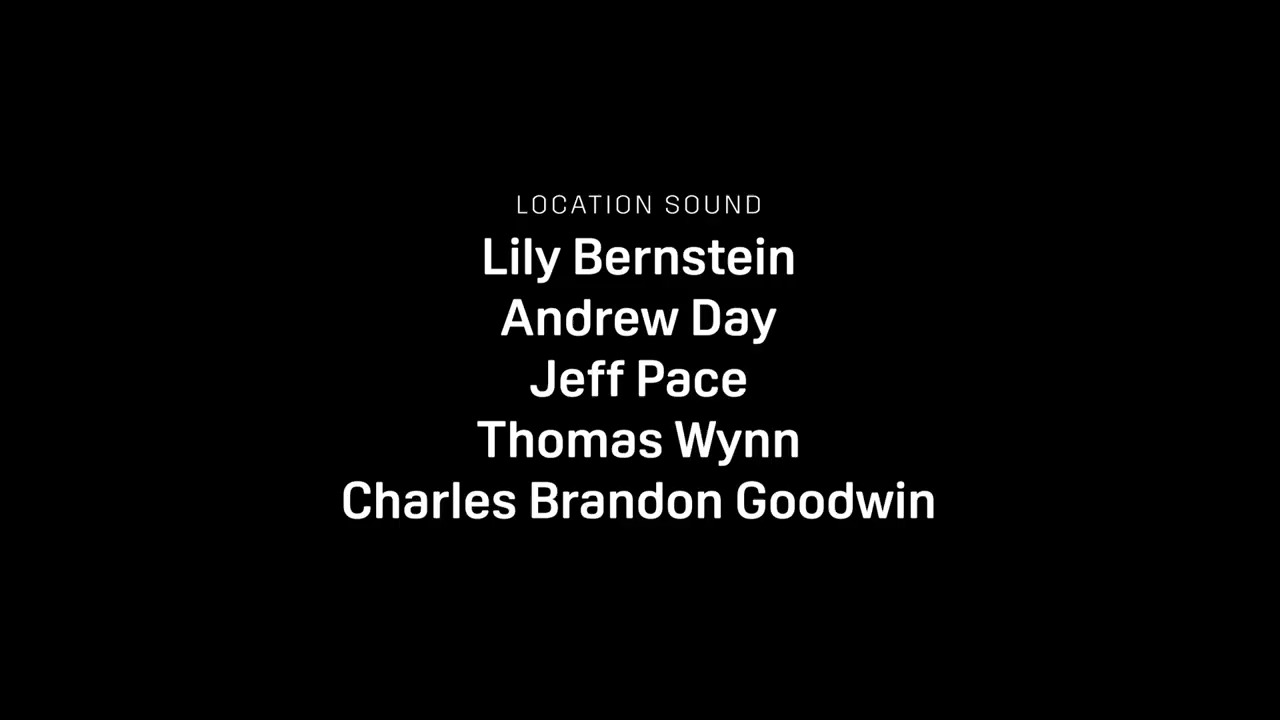 LOCATION SOUND
Lily Bernstein
Andrew Day
Jeff Pace
Thomas Wynn
Charles Brandon Goodwin